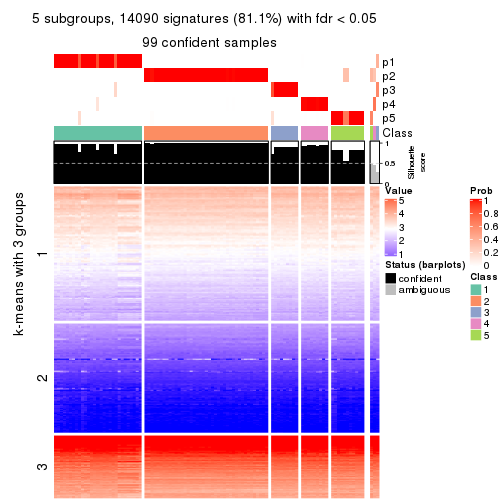 5 subgroups, 14090 signatures (81.1%) with fdr < 0.05
99 confident samples
p1
p2
p3
p4
p5
Class
1
0.5
0
Silhouette
score
k-means with 3 groups
1
2
3
Value
5
4
3
2
1
Status (barplots)
confident
ambiguous
Prob
1
0.8
0.6
0.4
0.2
0
Class
1
2
3
4
5